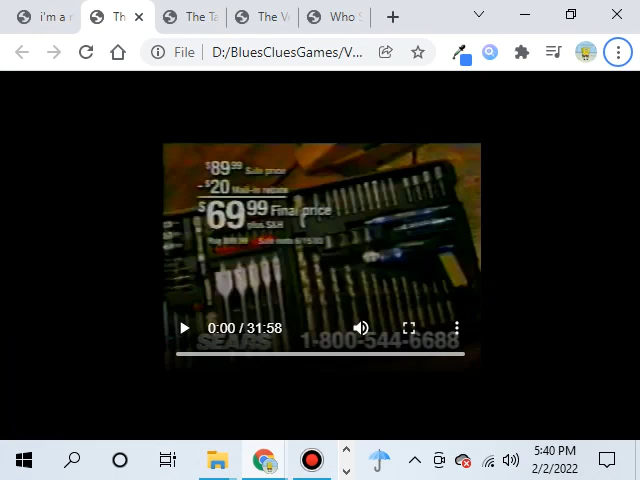 i'm a r
Th
The Ta
The Ve
Who S
File
D:/BluesCluesGames/V...
$89.99 Sale price
- $20 Mail-in rebate
$69.99 Final price
plus S&H
0:00 / 31:58
SEARS 1-800-544-6688
5:40 PM
2/2/2022